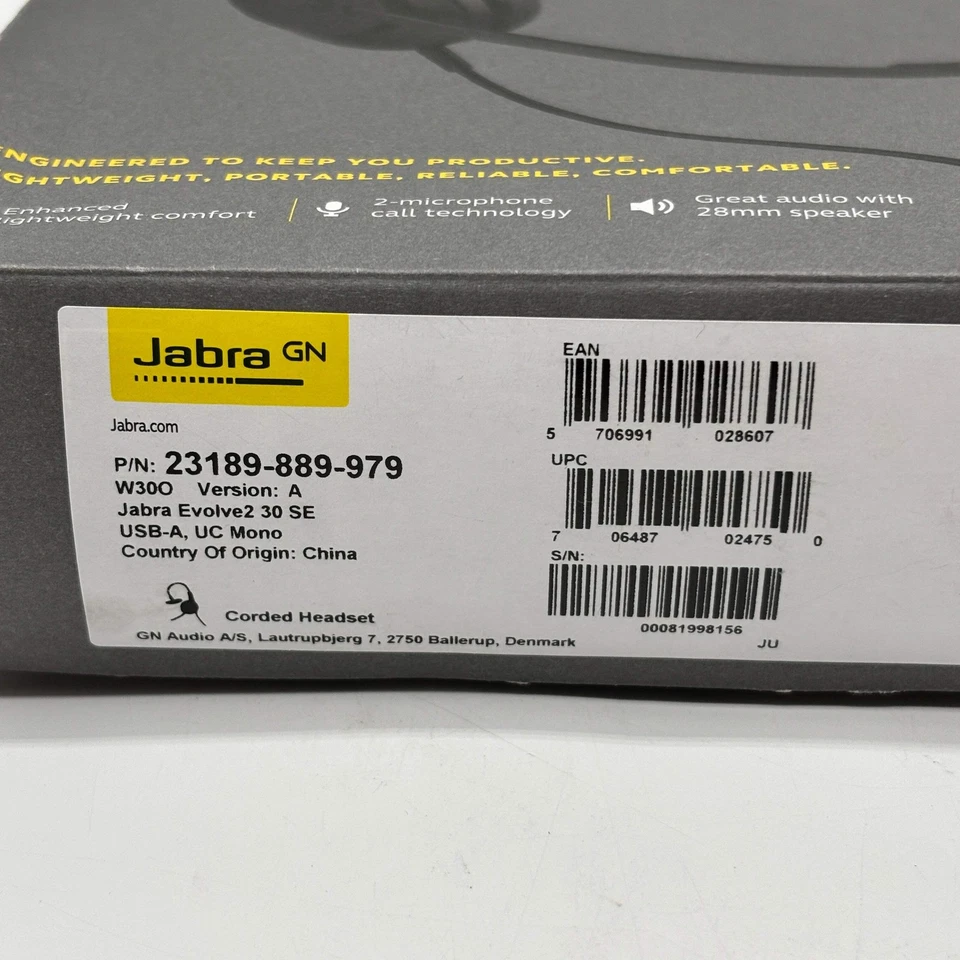 NGINEERED TO KEEP YOU PRODUCTIVE.
GHTWEIGHT, PORTABLE, RELIABLE, COMFORTABLE.
Enhanced
ightweight comfort
2-microphone
call technology
Great audio with
28mm speaker
Jabra GN
Jabra.com
P/N: 23189-889-979
W30O Version: A
Jabra Evolve2 30 SE
USB-A, UC Mono
Country Of Origin: China
Corded Headset
GN Audio A/S, Lautrupbjerg 7, 2750 Ballerup, Denmark
EAN
5 706991 028607
UPC
7 06487 02475 0
S/N:
00081998156
JU